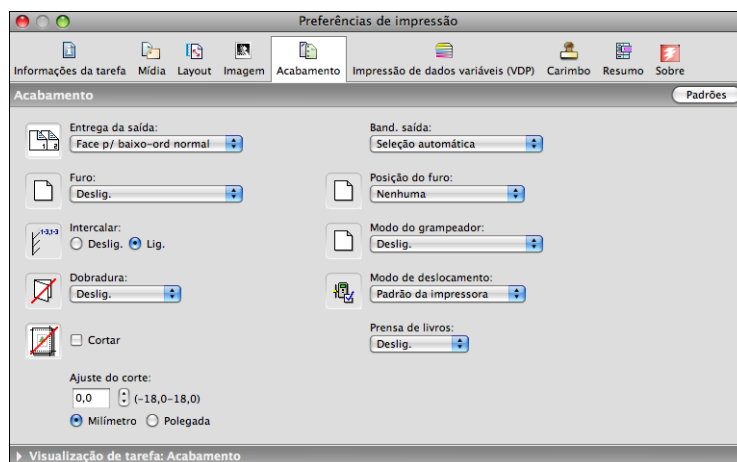 Preferências de impressão
Informações da tarefa Mídia Layout Imagem Acabamento Impressão de dados variáveis (VDP) Carimbo Resumo Sobre
Acabamento Padrões
Entrega da saída: Band. saída:
Face p/ baixo-ord normal Seleção automática
Furo: Posição do furo:
Deslig. Nenhuma
Intercalar: Modo do grampeador:
Deslig. Lig. Deslig.
Dobradura: Modo de deslocamento:
Deslig. Padrão da impressora
Prensa de livros:
Cortar Deslig.
Ajuste do corte:
0,0 (-18,0~18,0)
Milímetro Polegada
Visualização de tarefa: Acabamento